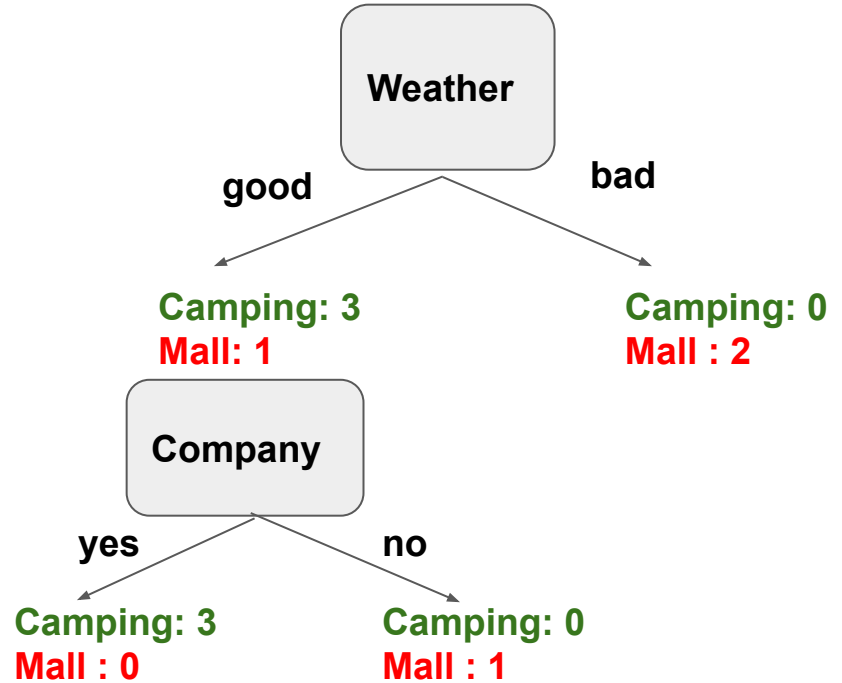 Weather
good
bad
Camping: 3
Mall: 1
Camping: 0
Mall : 2
Company
yes
no
Camping: 3
Mall : 0
Camping: 0
Mall : 1